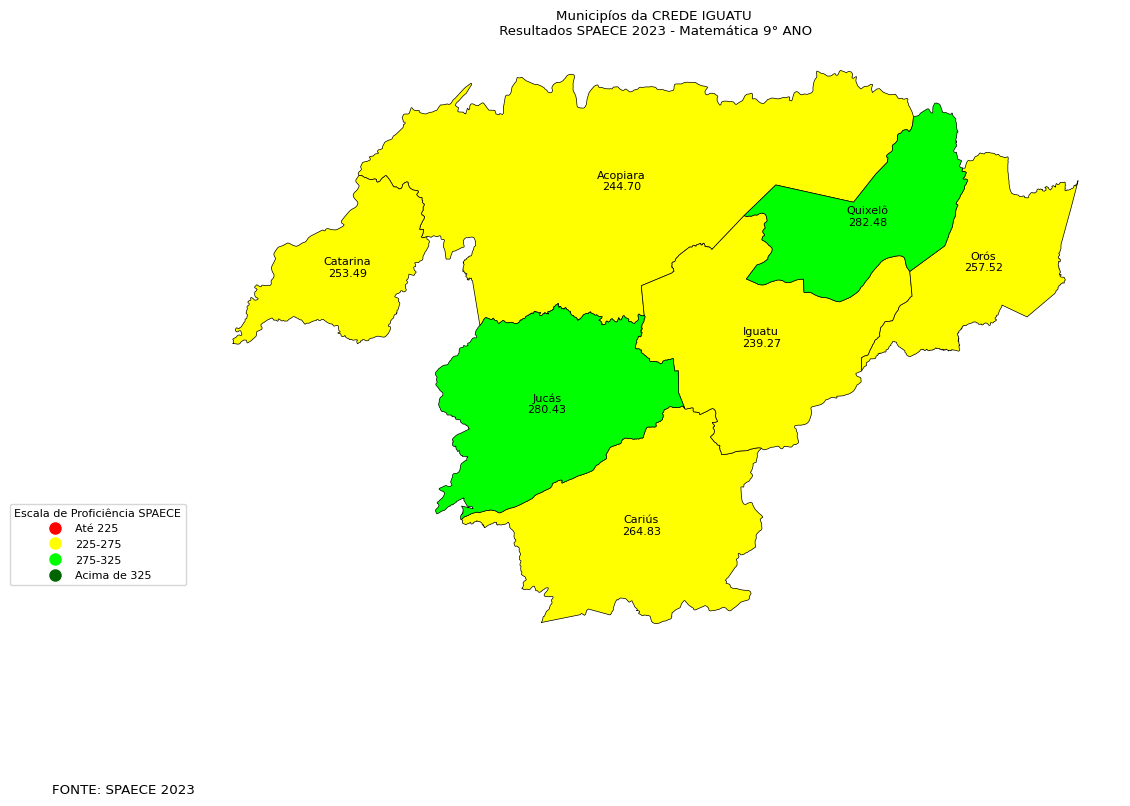 Municipíos da CREDE IGUATU
Resultados SPAECE 2023 - Matemática 9° ANO
Acopiara
244.70
Quixelô
282.48
Catarina
253.49
Orós
257.52
Iguatu
239.27
Jucás
280.43
Cariús
264.83
Escala de Proficiência SPAECE
Até 225
225-275
275-325
Acima de 325
FONTE: SPAECE 2023